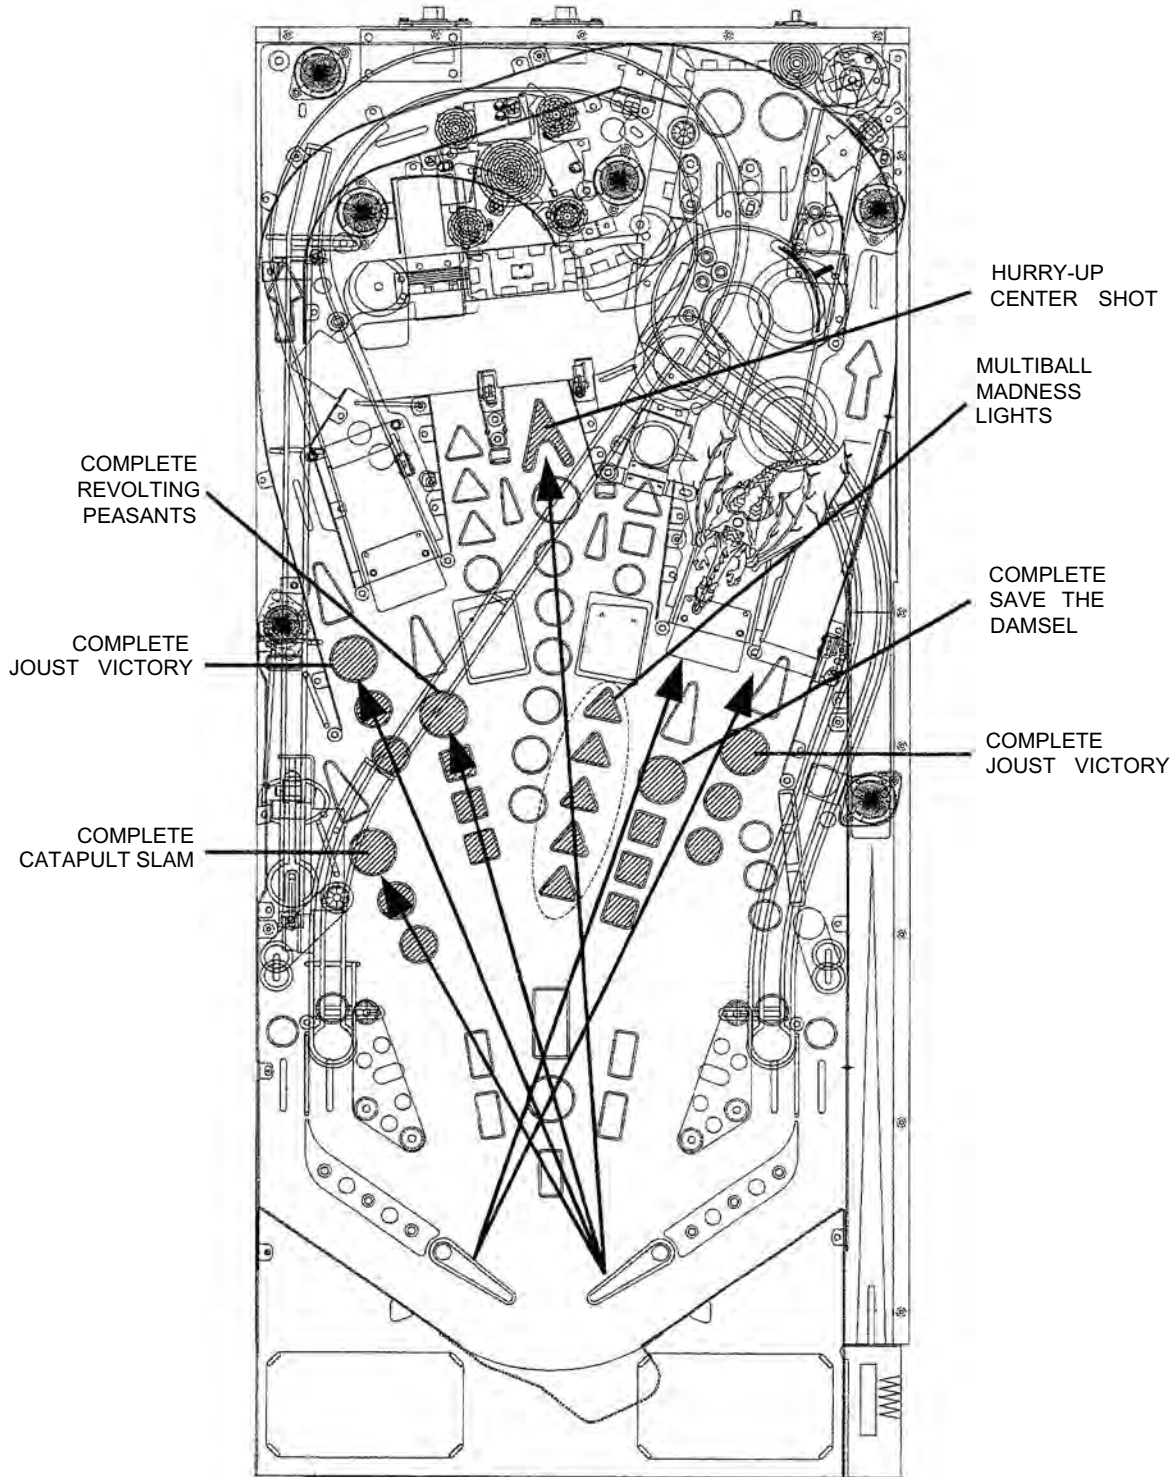 HURRY-UP
CENTER SHOT
MULTIBALL
MADNESS
LIGHTS
COMPLETE
REVOLTING
PEASANTS
COMPLETE
SAVE THE
DAMSEL
COMPLETE
JOUST VICTORY
COMPLETE
JOUST VICTORY
COMPLETE
CATAPULT SLAM